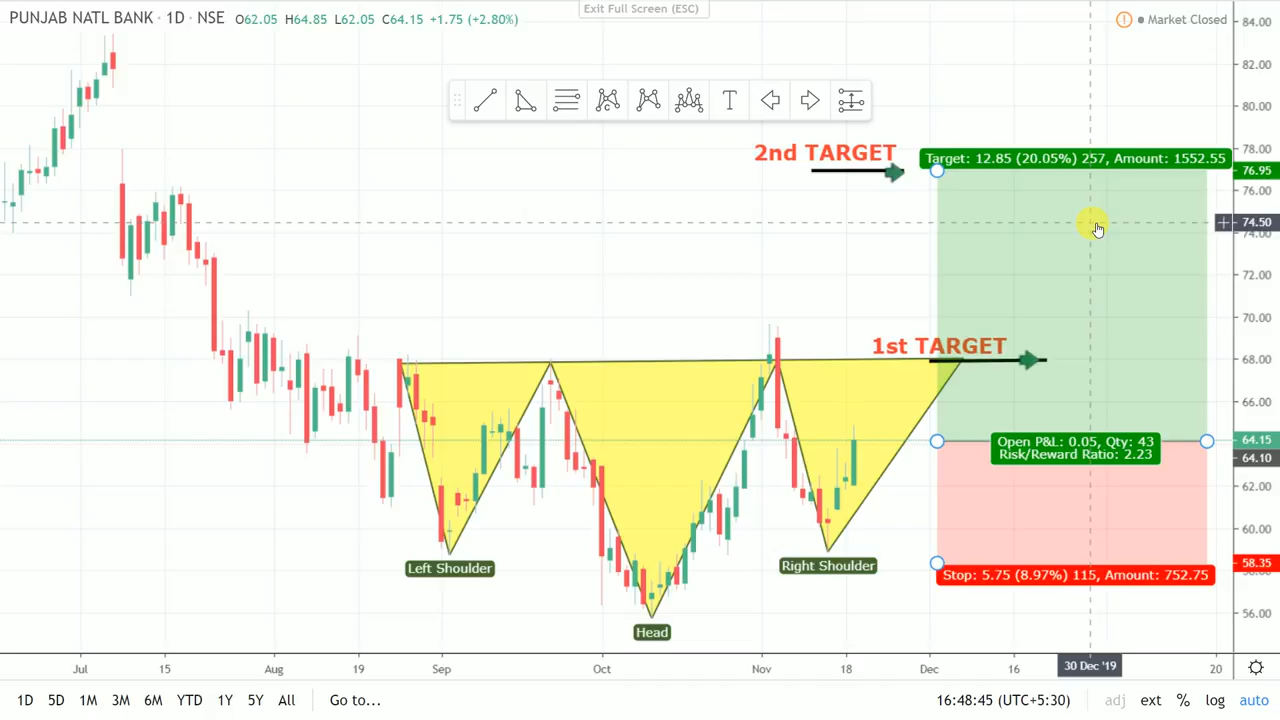 Exit Full Screen (ESC)
PUNJAB NATL BANK · 1D · NSE O62.05 H64.85 L62.05 C64.15 +1.75 (+2.80%)
Market Closed
84.00
82.00
80.00
78.00
76.95
76.00
74.50
74.00
72.00
70.00
68.00
66.00
64.15
64.10
62.00
60.00
58.35
56.00
T
2nd TARGET
Target: 12.85 (20.05%) 257, Amount: 1552.55
1st TARGET
Open P&L: 0.05, Qty: 43
Risk/Reward Ratio: 2.23
Left Shoulder
Right Shoulder
Stop: 5.75 (8.97%) 115, Amount: 752.75
Head
Jul 15 Aug 19 Sep Oct Nov 18 Dec 16 30 Dec '19 20
1D 5D 1M 3M 6M YTD 1Y 5Y All Go to... 16:48:45 (UTC+5:30) adj ext % log auto